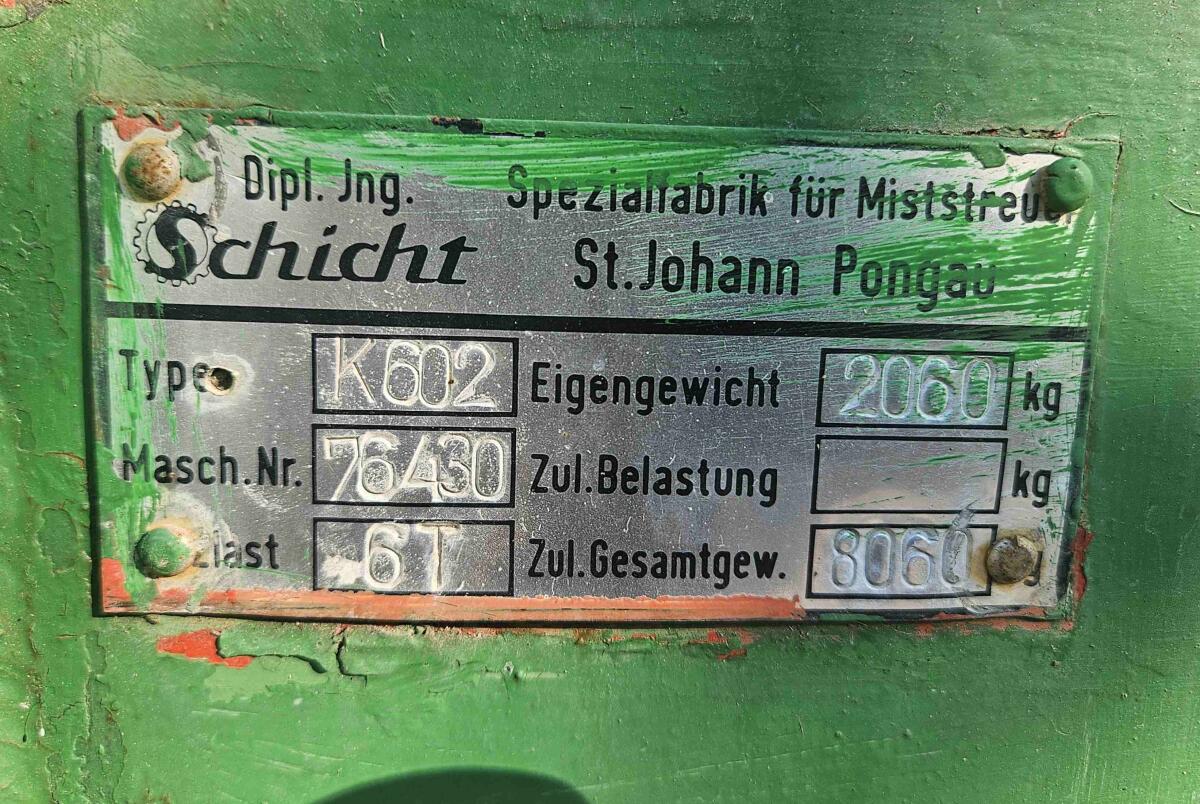 Dipl. Jng. Spezialfabrik für Miststreuer
Schicht St. Johann Pongau
Type K602 Eigengewicht 2060 kg
Masch. Nr. 76430 Zul. Belastung kg
6T Zul. Gesamtgew. 8060